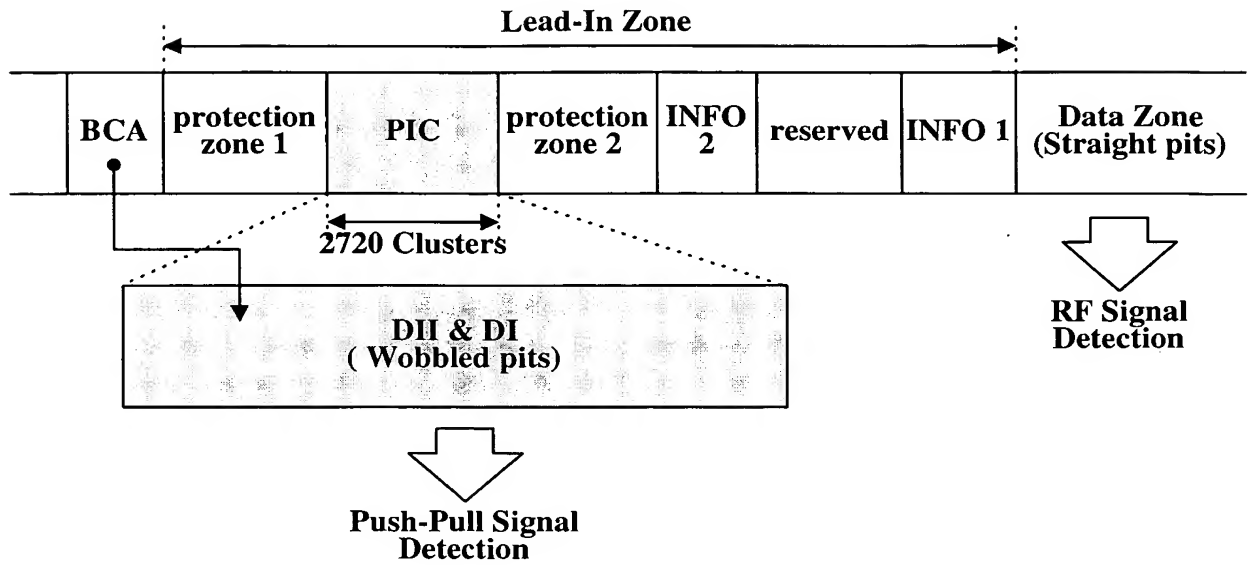 Lead-In Zone
BCA
protection
zone 1
PIC
protection
zone 2
INFO
2
reserved
INFO 1
Data Zone
(Straight pits)
2720 Clusters
DII & DI
( Wobbled pits)
RF Signal
Detection
Push-Pull Signal
Detection